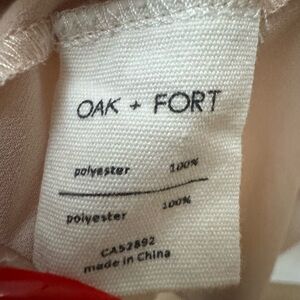 OAK + FORT
polyester 100%
polyester 100%
CA52892
made in China